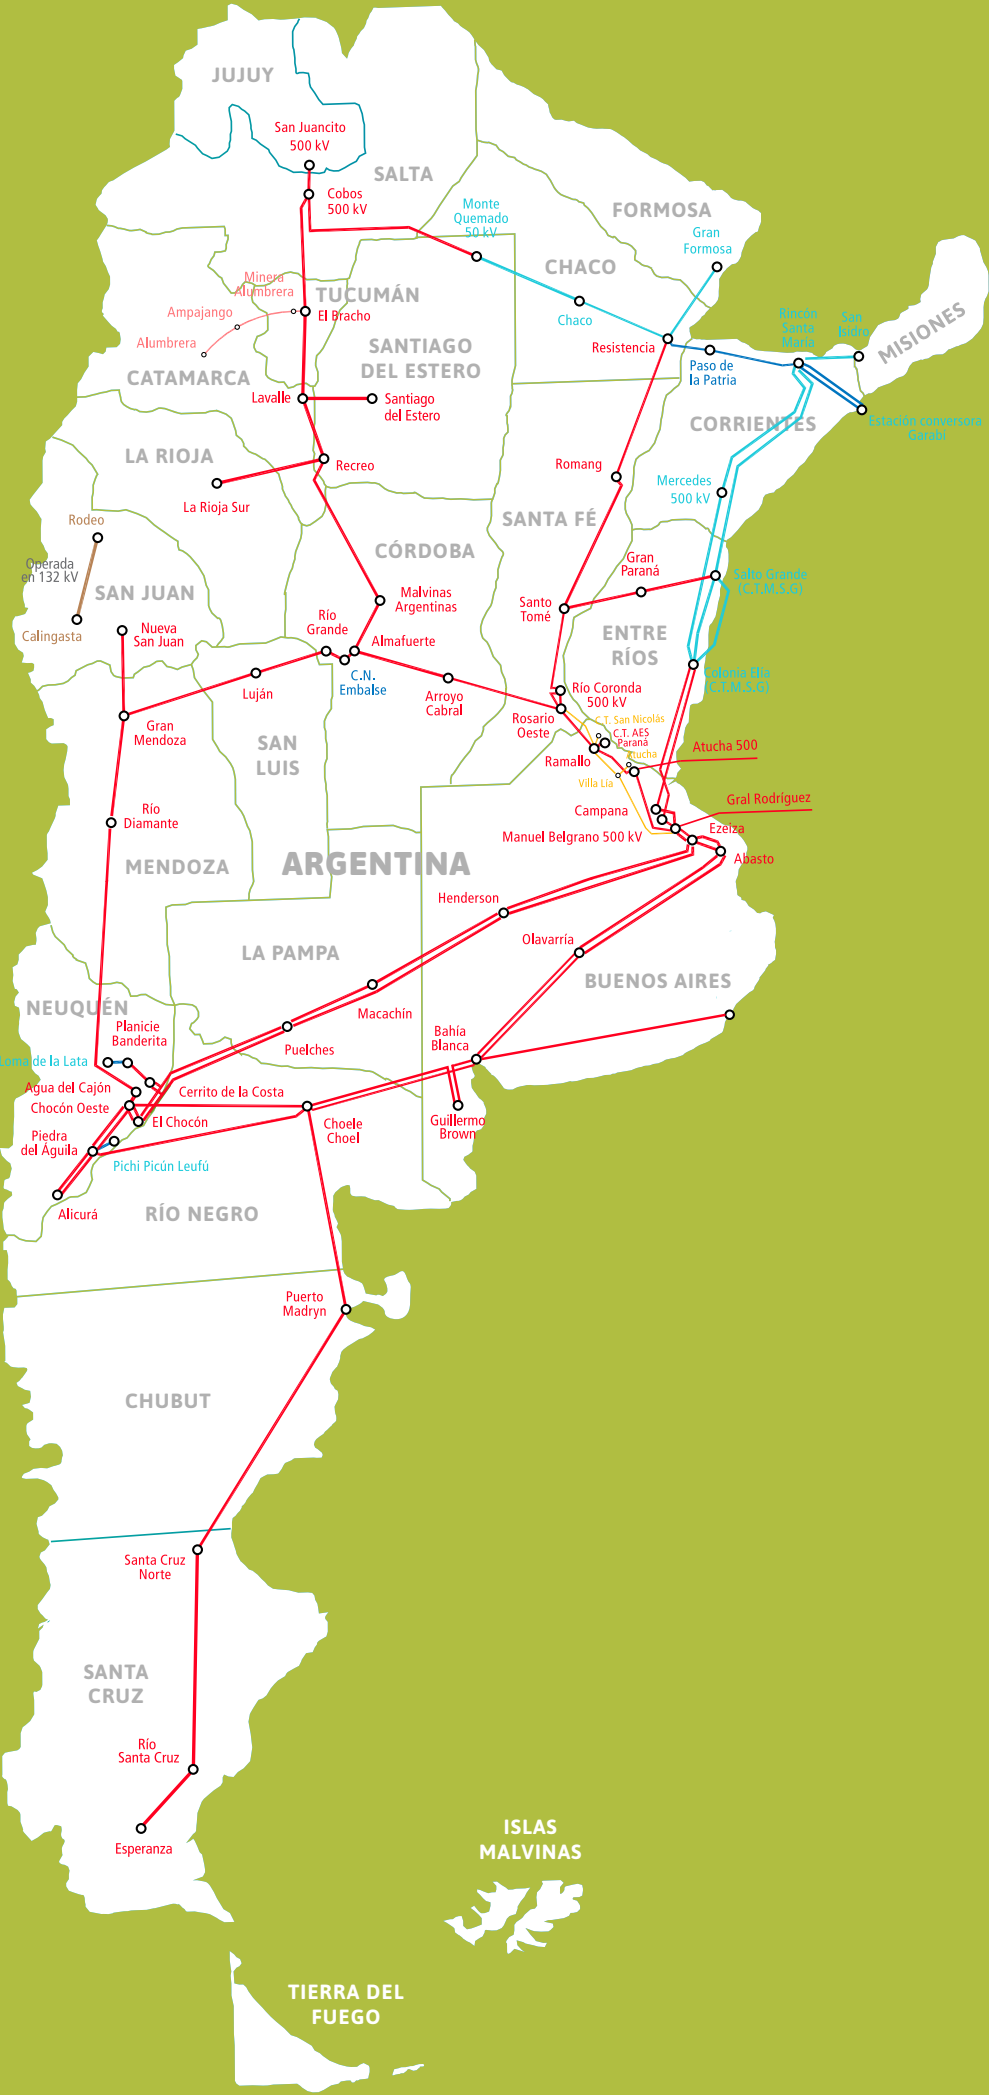 JUJUY
San Juancito
500 kV
SALTA
Cobos
500 kV
Monte
Quemado
50 kV
FORMOSA
Gran
Formosa
CHACO
Minera
Alumbrera
TUCUMÁN
Ampajango
El Bracho
Chaco
Rincón
Santa
María
San
Isidro
MISIONES
Alumbrera
SANTIAGO
DEL ESTERO
Resistencia
Paso de
la Patria
CATAMARCA
Lavalle
Santiago
del Estero
CORRIENTES
Estación conversora
Garabí
LA RIOJA
Recreo
Romang
Mercedes
500 kV
La Rioja Sur
SANTA FÉ
Rodeo
CÓRDOBA
Operada
en 132 kV
Gran
Paraná
Salto Grande
(C.T.M.S.G)
SAN JUAN
Malvinas
Argentinas
Santo
Tomé
Calingasta
Nueva
San Juan
Río
Grande
Almafuerte
ENTRE
RÍOS
C.N.
Embalse
Colonia Elia
(C.T.M.S.G)
Luján
Arroyo
Cabral
Río Coronda
500 kV
Gran
Mendoza
Rosario
Oeste
C.T. San Nicolás
C.T. AES
Paraná
SAN
LUIS
Ramallo
Atucha
Atucha 500
Villa Lia
Río
Diamante
Campana
Gral Rodríguez
Manuel Belgrano 500 kV
Ezeiza
MENDOZA
ARGENTINA
Abasto
Henderson
Olavarría
LA PAMPA
BUENOS AIRES
NEUQUÉN
Macachín
Planicie
Banderita
Puelches
Bahía
Blanca
Loma de la Lata
Agua del Cajón
Cerrito de la Costa
Chocón Oeste
El Chocón
Choele
Choel
Guillermo
Brown
Piedra
del Águila
Pichi Picún Leufú
Alicurá
RÍO NEGRO
Puerto
Madryn
CHUBUT
Santa Cruz
Norte
SANTA
CRUZ
Río
Santa Cruz
Esperanza
ISLAS
MALVINAS
TIERRA DEL
FUEGO